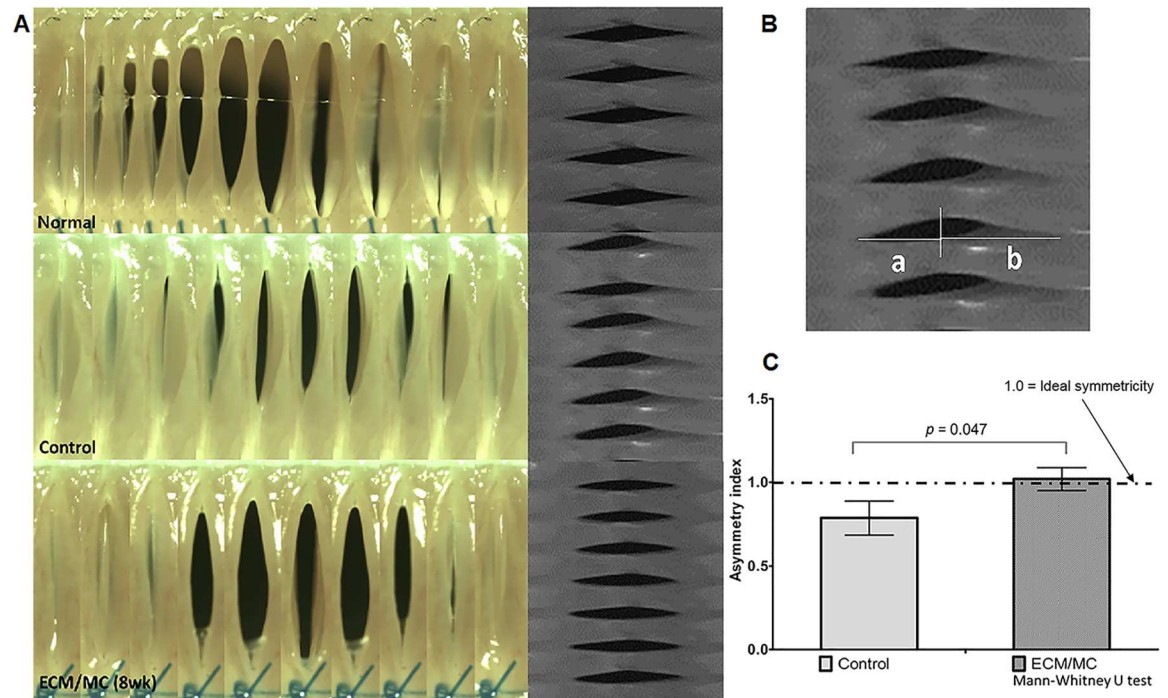 A
Normal
Control
ECM/MC (8wk)
B
a
b
C
1.0 = Ideal symmetricity
p = 0.047
Asymmetry index
1.5
1.0
0.5
0.0
Control
ECM/MC
Mann-Whitney U test